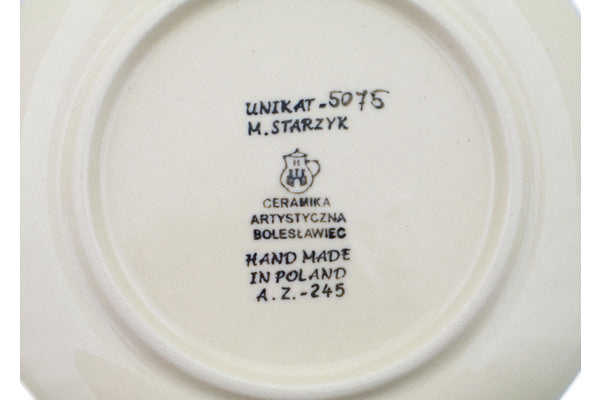 UNIKAT-5075
M.STARZYK
B
CERAMIKA
ARTYSTYCZNA
BOLESŁAWIEC
HAND MADE
IN POLAND
A.Z.-245